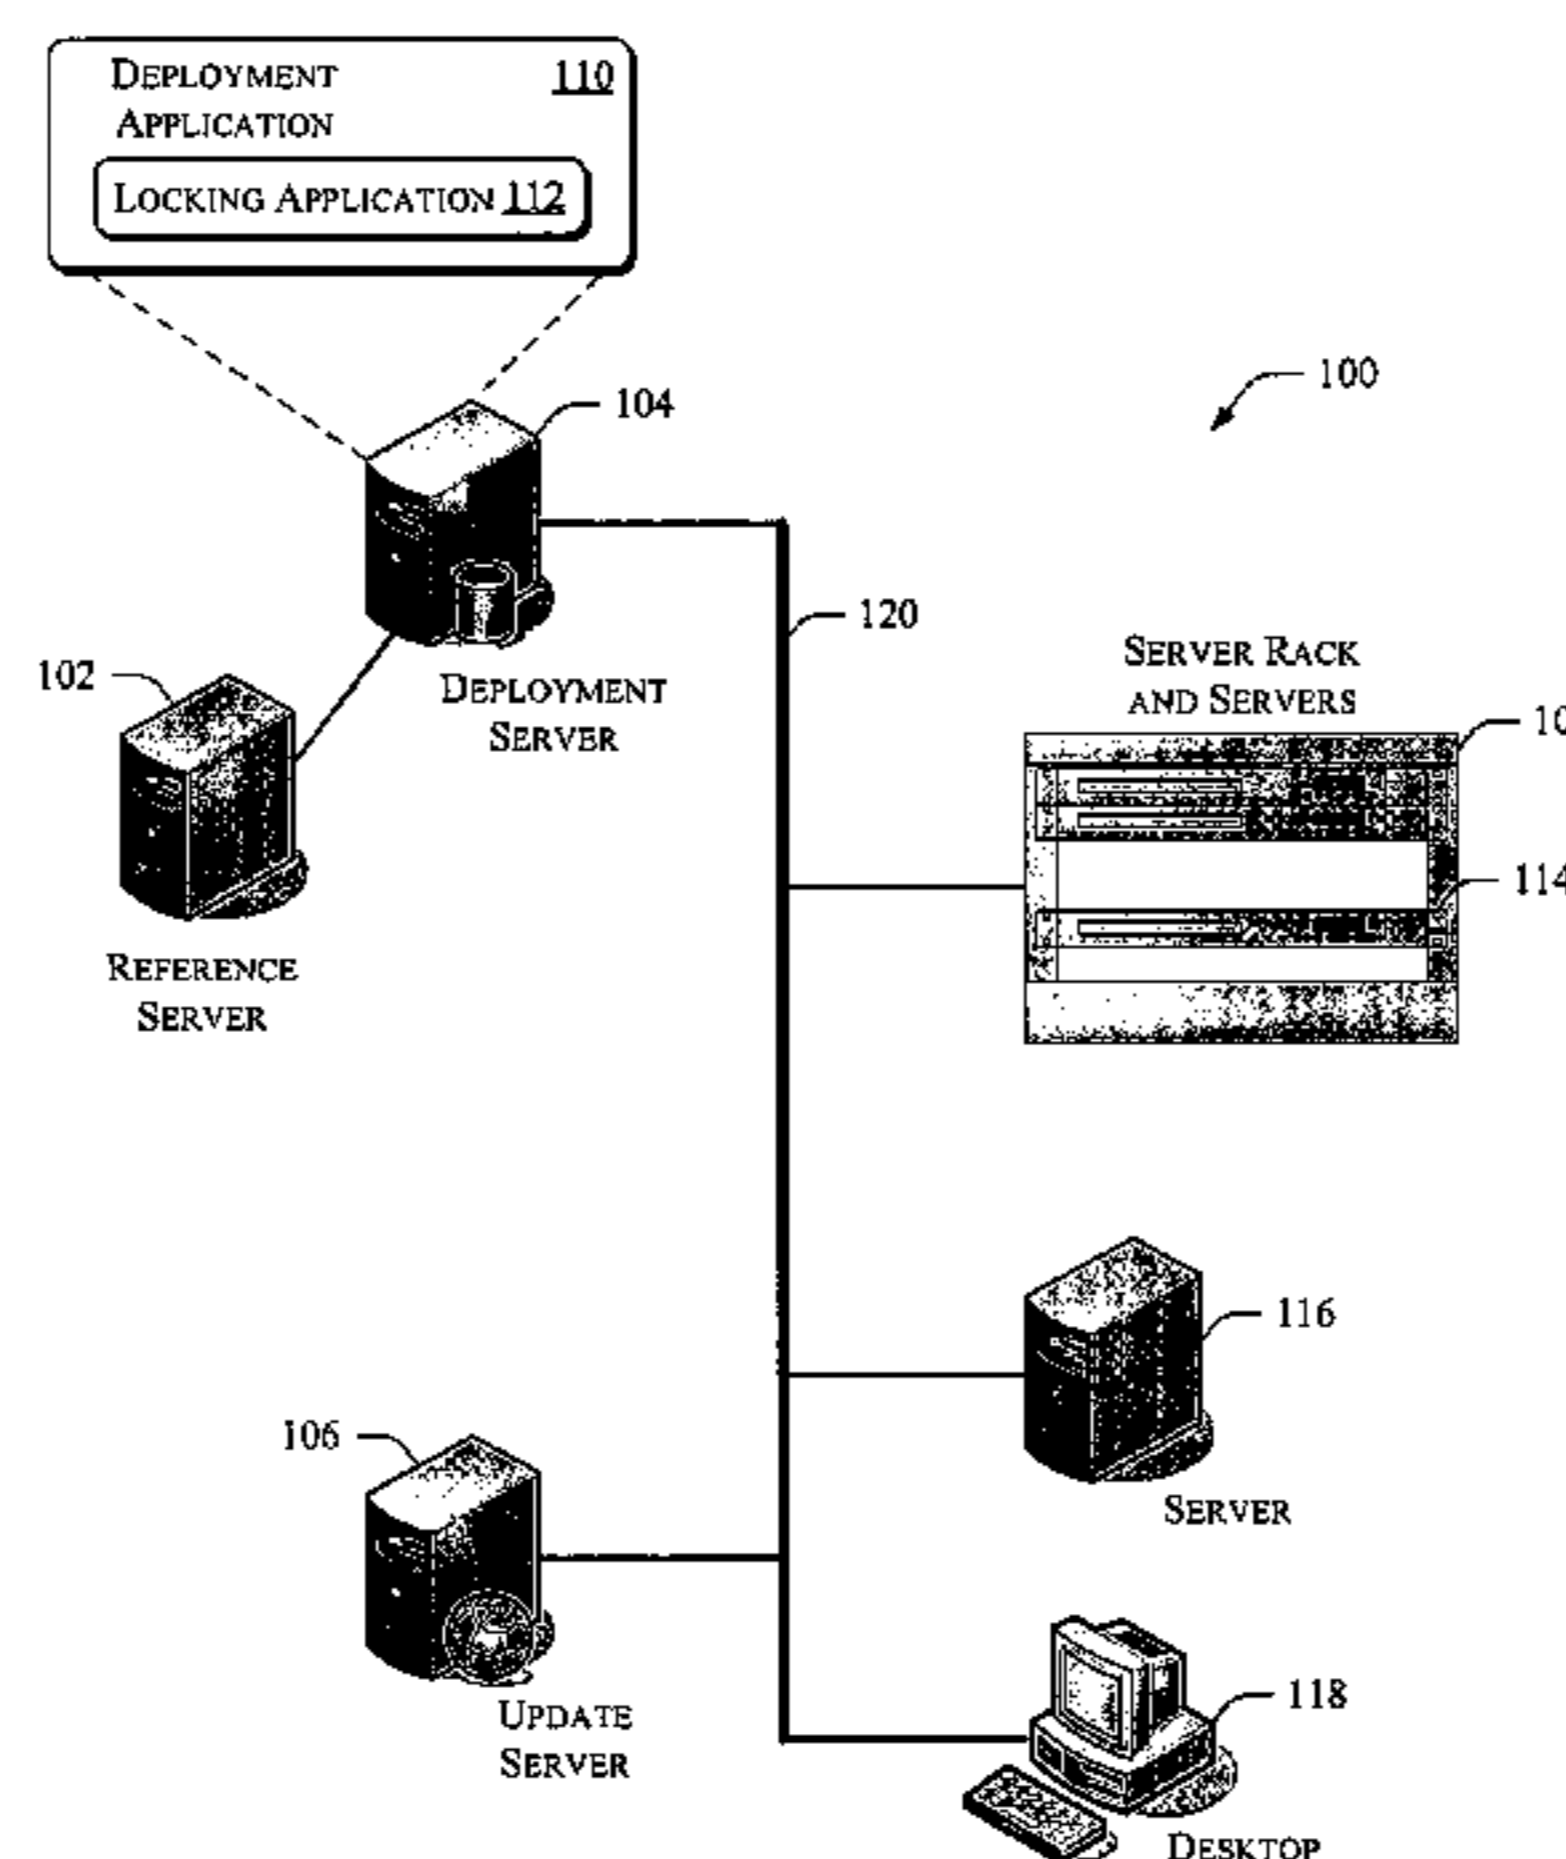 DEPLOYMENT 110
APPLICATION
LOCKING APPLICATION 112
100
104
120
SERVER RACK
AND SERVERS
102
DEPLOYMENT
SERVER
114
REFERENCE
SERVER
116
106
SERVER
118
UPDATE
SERVER
DESKTOP